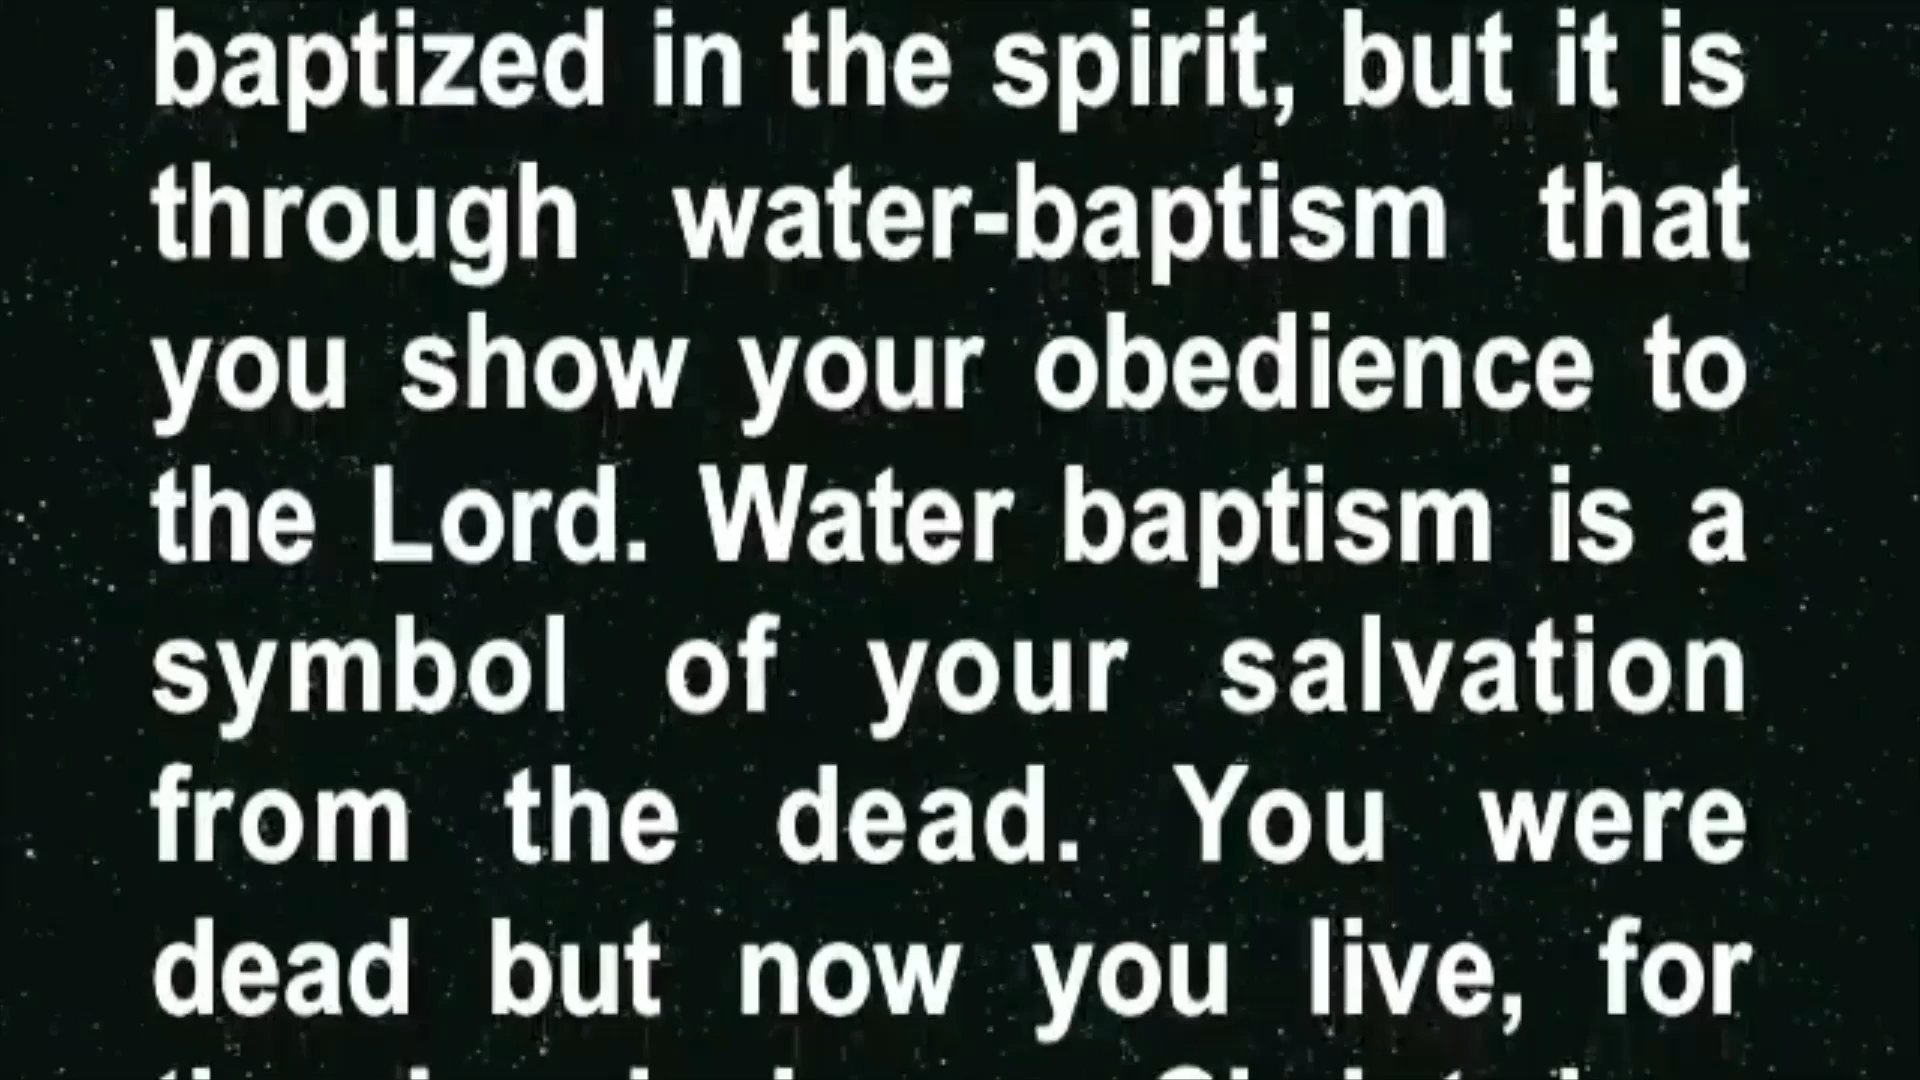 baptized in the spirit, but it is
through water-baptism that
you show your obedience to
the Lord. Water baptism is a
symbol of your salvation
from the dead. You were
dead but now you live, for